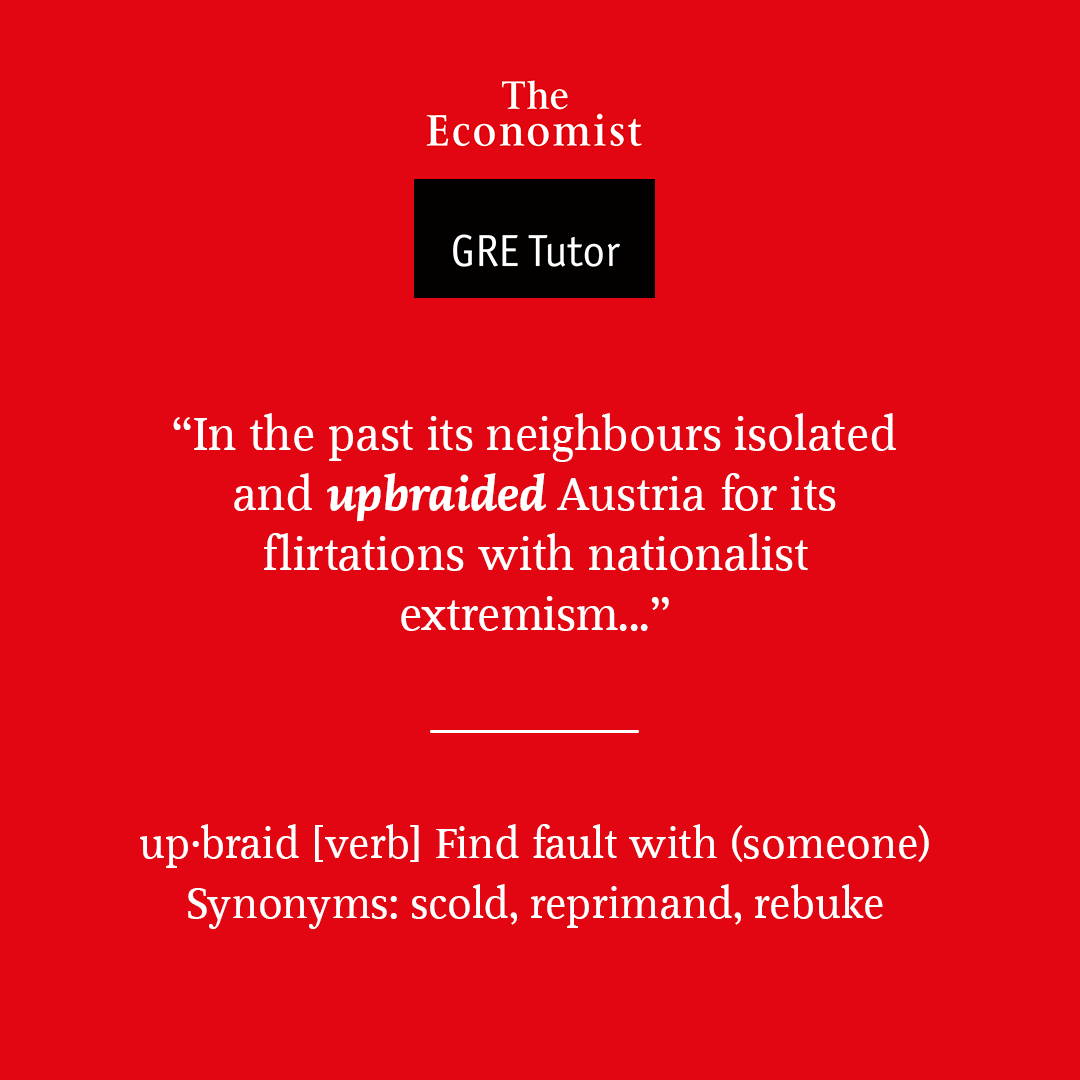 The
Economist
GRE Tutor
“In the past its neighbours isolated
and upbraided Austria for its
flirtations with nationalist
extremism...”
up·braid [verb] Find fault with (someone)
Synonyms: scold, reprimand, rebuke